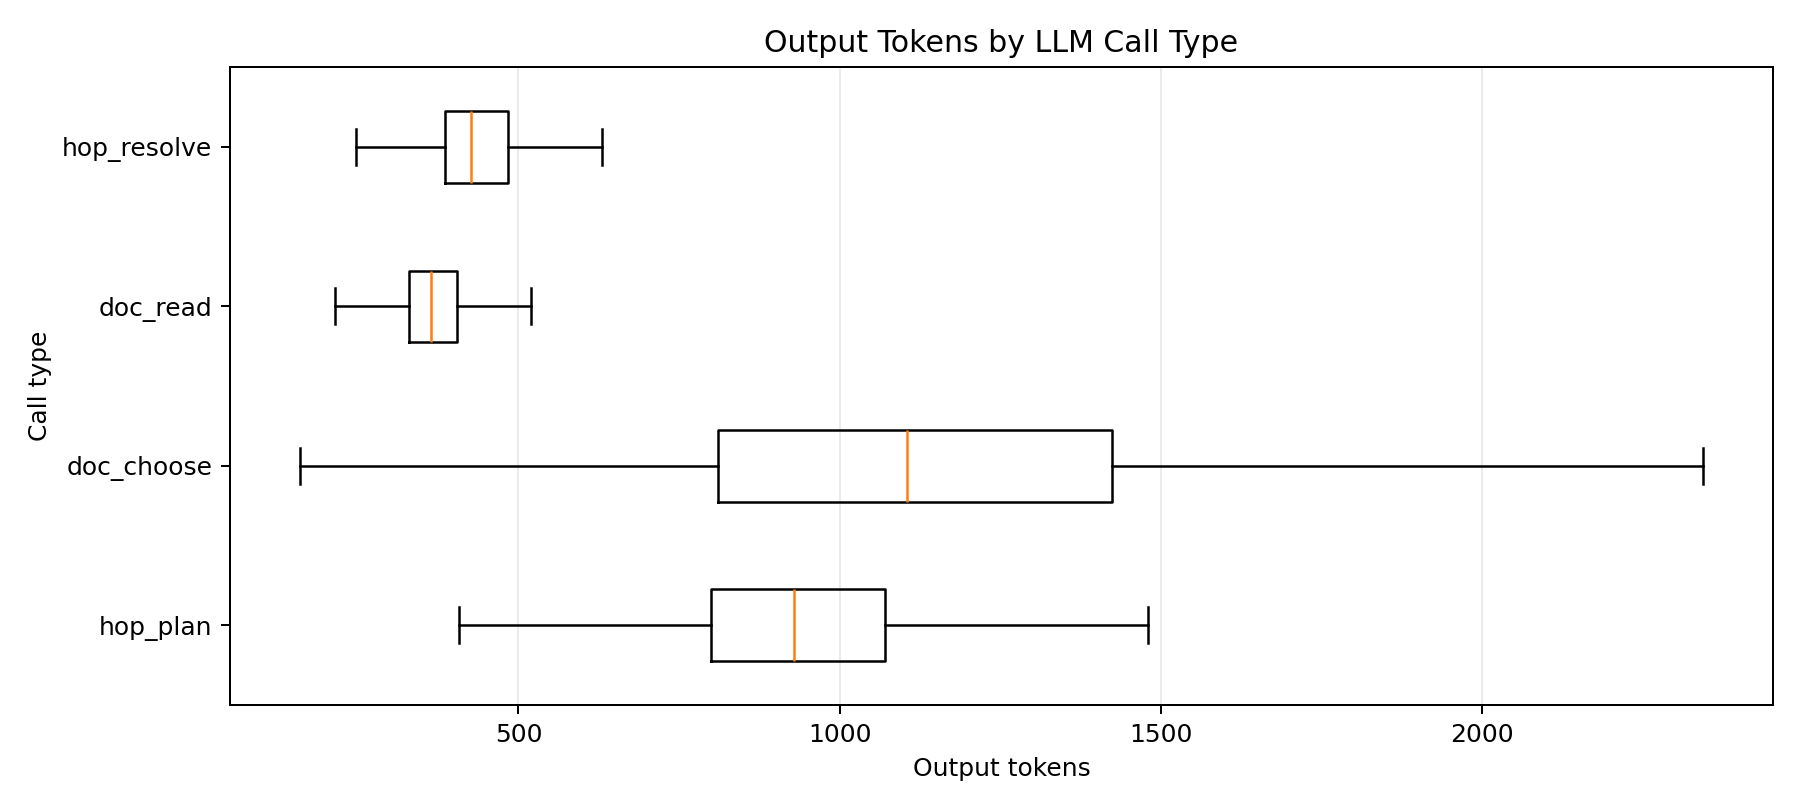 Output Tokens by LLM Call Type
hop_resolve
doc_read
doc_choose
hop_plan
Call type
500 1000 1500 2000
Output tokens